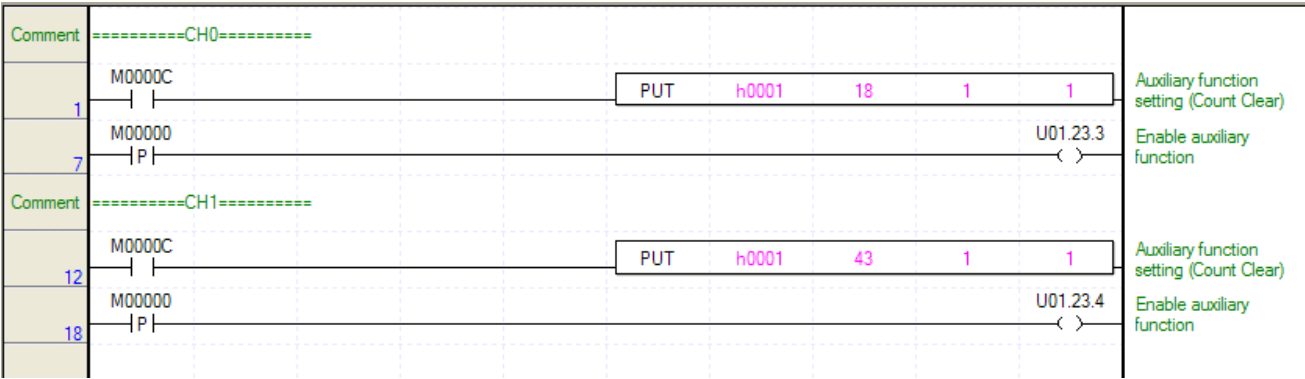 Comment ==========CH0==========
M0000C
1 PUT h0001 18 1 1 Auxiliary function
setting (Count Clear)
M00000 U01.23.3
7 P Enable auxiliary
function
Comment ==========CH1==========
M0000C
12 PUT h0001 43 1 1 Auxiliary function
setting (Count Clear)
M00000 U01.23.4
18 P Enable auxiliary
function